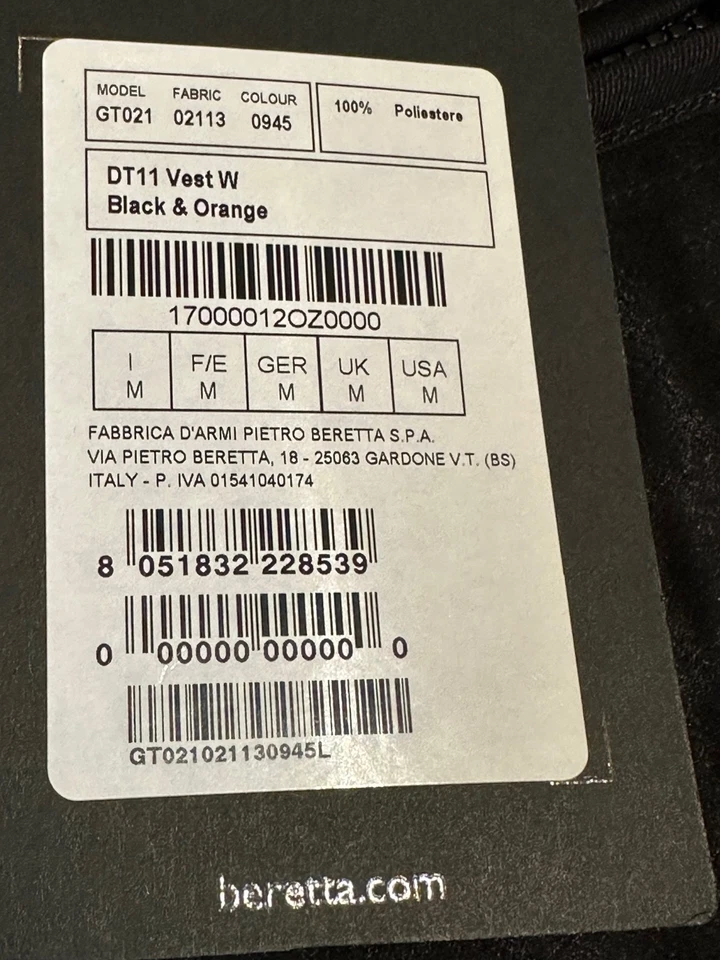 MODEL FABRIC COLOUR
GT021 02113 0945
100% Poliestere
DT11 Vest W
Black & Orange
17000012OZ0000
I F/E GER UK USA
M M M M M
FABBRICA D'ARMI PIETRO BERETTA S.P.A.
VIA PIETRO BERETTA, 18 - 25063 GARDONE V.T. (BS)
ITALY - P. IVA 01541040174
8 051832 228539
0 00000 00000 0
GT021021130945L
beretta.com